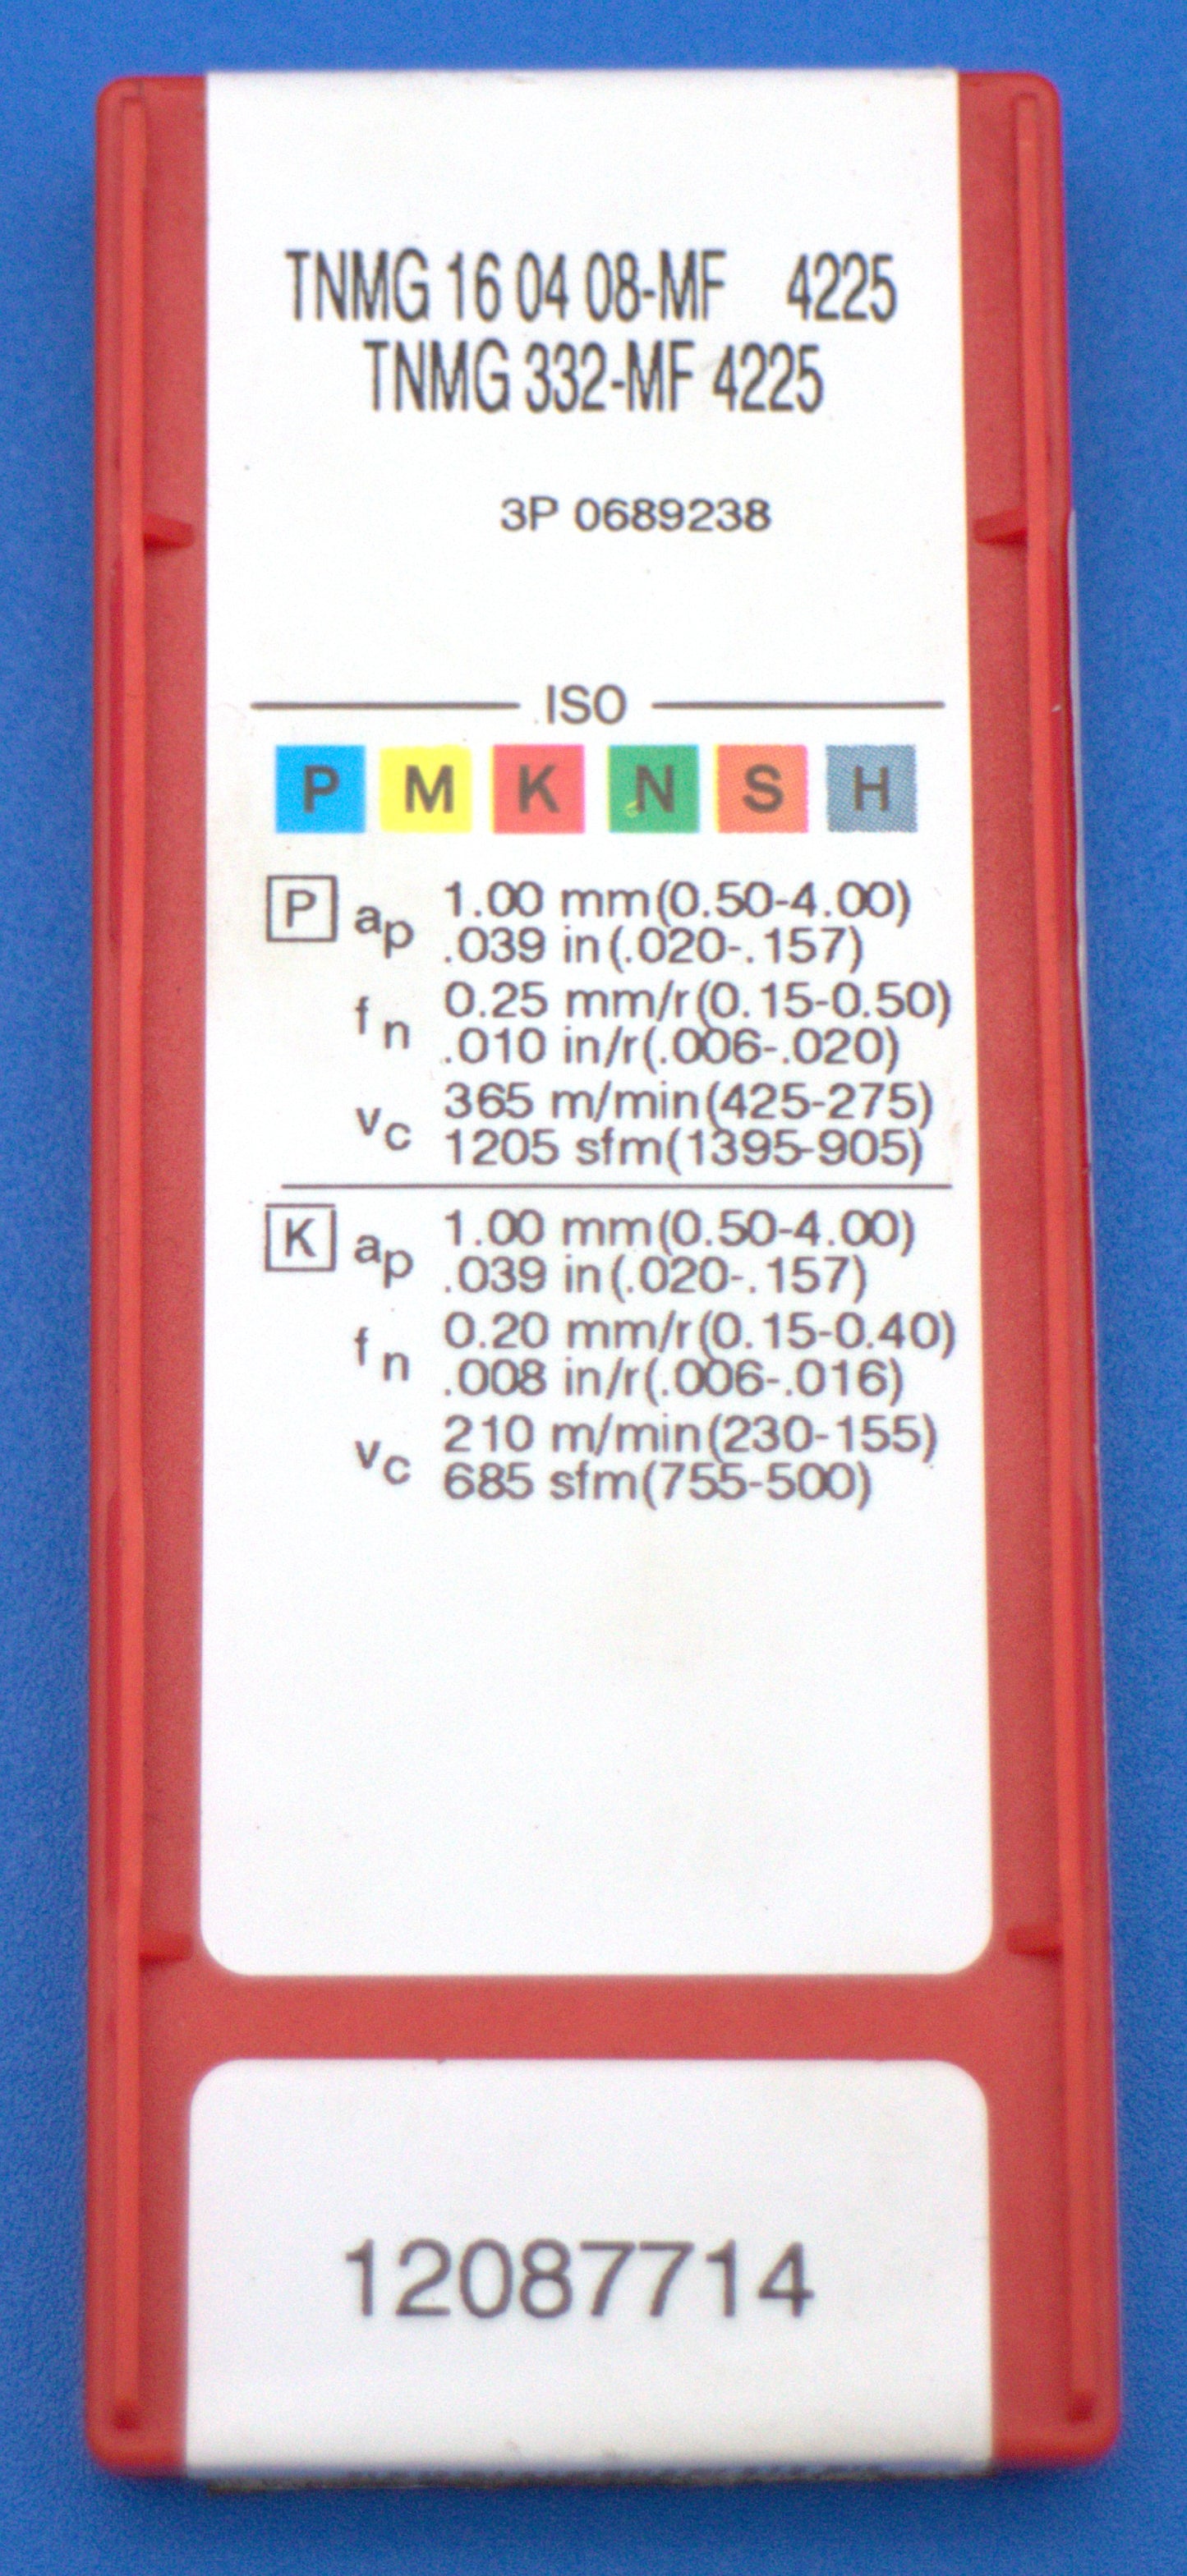 TNMG 16 04 08-MF 4225
TNMG 332-MF 4225
3P 0689238
ISO
P M K N S H
P ap 1.00 mm(0.50-4.00)
.039 in(.020-.157)
fn 0.25 mm/r(0.15-0.50)
.010 in/r(.006-.020)
vc 365 m/min(425-275)
1205 sfm(1395-905)
K ap 1.00 mm(0.50-4.00)
.039 in(.020-.157)
fn 0.20 mm/r(0.15-0.40)
.008 in/r(.006-.016)
vc 210 m/min(230-155)
685 sfm(755-500)
12087714